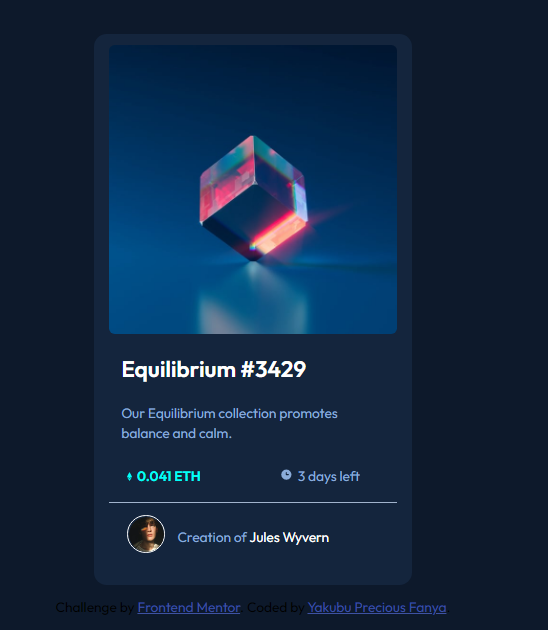 Equilibrium #3429
Our Equilibrium collection promotes
balance and calm.
0.041 ETH 3 days left
Creation of Jules Wyvern
Challenge by Frontend Mentor. Coded by Yakubu Precious Fanya.